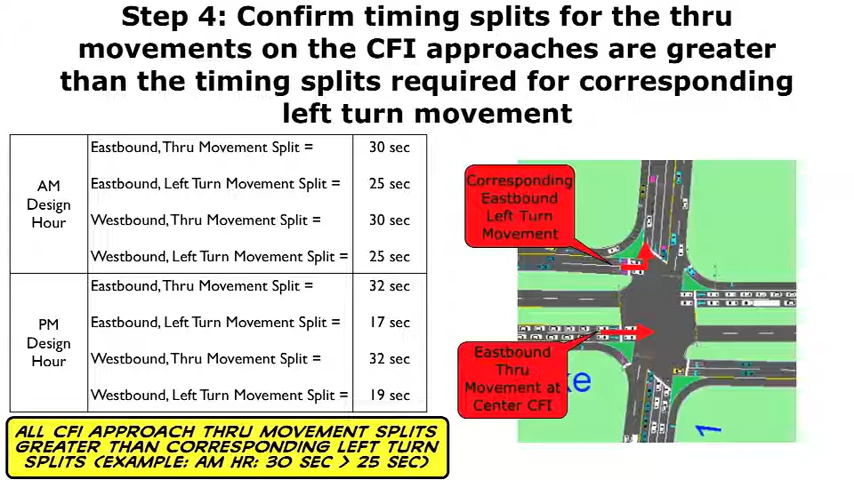 Step 4: Confirm timing splits for the thru
movements on the CFI approaches are greater
than the timing splits required for corresponding
left turn movement
AM
Design
Hour
Eastbound, Thru Movement Split = 30 sec
Eastbound, Left Turn Movement Split = 25 sec
Westbound, Thru Movement Split = 30 sec
Westbound, Left Turn Movement Split = 25 sec
PM
Design
Hour
Eastbound, Thru Movement Split = 32 sec
Eastbound, Left Turn Movement Split = 17 sec
Westbound, Thru Movement Split = 32 sec
Westbound, Left Turn Movement Split = 19 sec
ALL CFI APPROACH THRU MOVEMENT SPLITS
GREATER THAN CORRESPONDING LEFT TURN
SPLITS (EXAMPLE: AM HR: 30 SEC > 25 SEC)
Corresponding
Eastbound
Left Turn
Movement
Eastbound
Thru
Movement at
Center CFI
ke
1